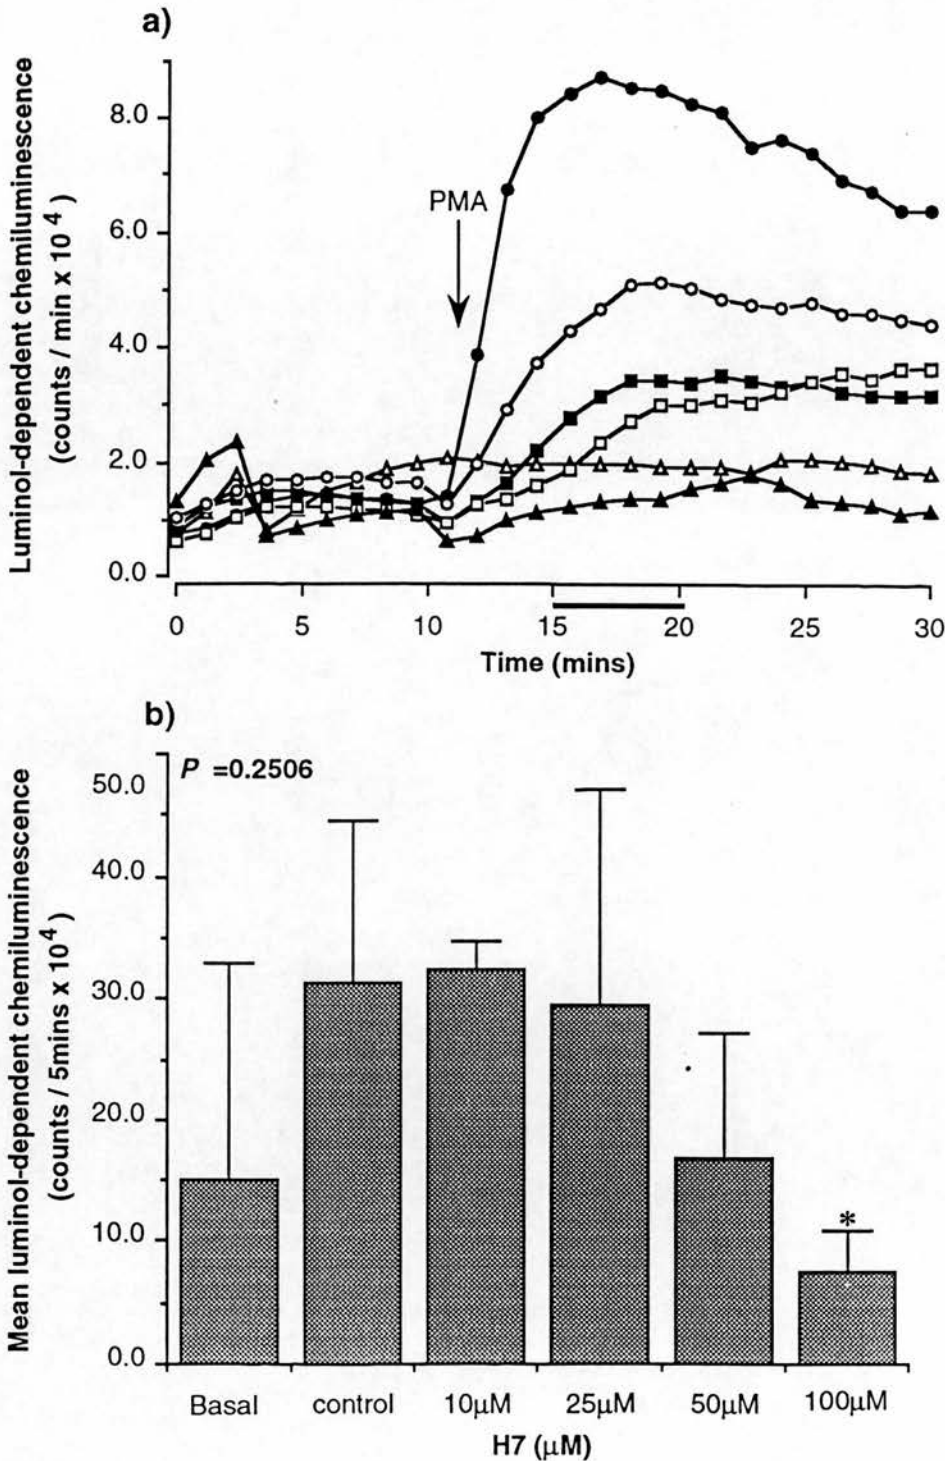 a)
Luminol-dependent chemiluminescence
(counts / min x 10⁴)
8.0
6.0
4.0
2.0
0.0
PMA
0 5 10 15 20 25 30
Time (mins)
b)
Mean luminol-dependent chemiluminescence
(counts / 5mins x 10⁴)
P =0.2506
50.0
40.0
30.0
20.0
10.0
0.0
*
Basal control 10µM 25µM 50µM 100µM
H7 (µM)